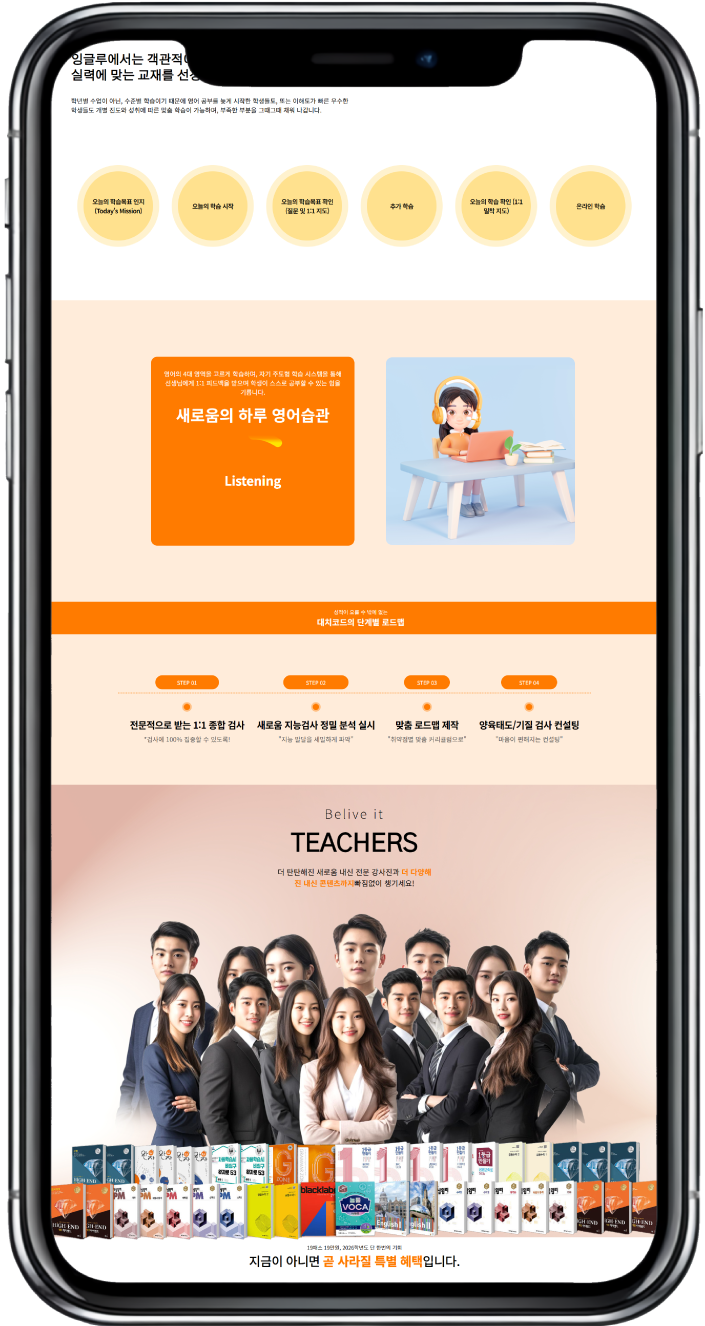 잉글루에서는 객관적이
실력에 맞는 교재를 선정
학년별 수업이 아닌, 수준별 학습이기 때문에 영어 공부를 늦게 시작한 학생들도, 또는 이해도가 빠른 우수한
학생들도 개별 진도와 성취에 따른 맞춤 학습이 가능하며, 부족한 부분을 그때그때 채워 나갑니다.
오늘의 학습목표 인지
(Today's Mission)
오늘의 학습 시작
오늘의 학습목표 확인
(질문 및 1:1 지도)
추가 학습
오늘의 학습 확인 (1:1
밀착 지도)
온라인 학습
영어의 4대 영역을 고르게 학습하며, 자기 주도형 학습 시스템을 통해
선생님에게 1:1 피드백을 받으며 학생이 스스로 공부할 수 있는 힘을
기릅니다.
새로움의 하루 영어습관
Listening
성적이 오를 수 밖에 없는
대치코드의 단계별 로드맵
STEP 01
STEP 02
STEP 03
STEP 04
전문적으로 받는 1:1 종합 검사
새로움 지능검사 정밀 분석 실시
맞춤 로드맵 제작
양육태도/기질 검사 컨설팅
"검사에 100% 집중할 수 있도록!
"지능 발달을 세밀하게 파악"
"취약점별 맞춤 커리큘럼으로"
"마음이 편해지는 컨설팅"
Belive it
TEACHERS
더 탄탄해진 새로움 내신 전문 강사진과 더 다양해
진 내신 콘텐츠까지빠짐없이 챙기세요!
1등급 만들기
HIGH END
PM
blacklabel
VOCA
English I
English II
19패스 19만원, 2026학년도 단 한번의 기회
지금이 아니면 곧 사라질 특별 혜택입니다.